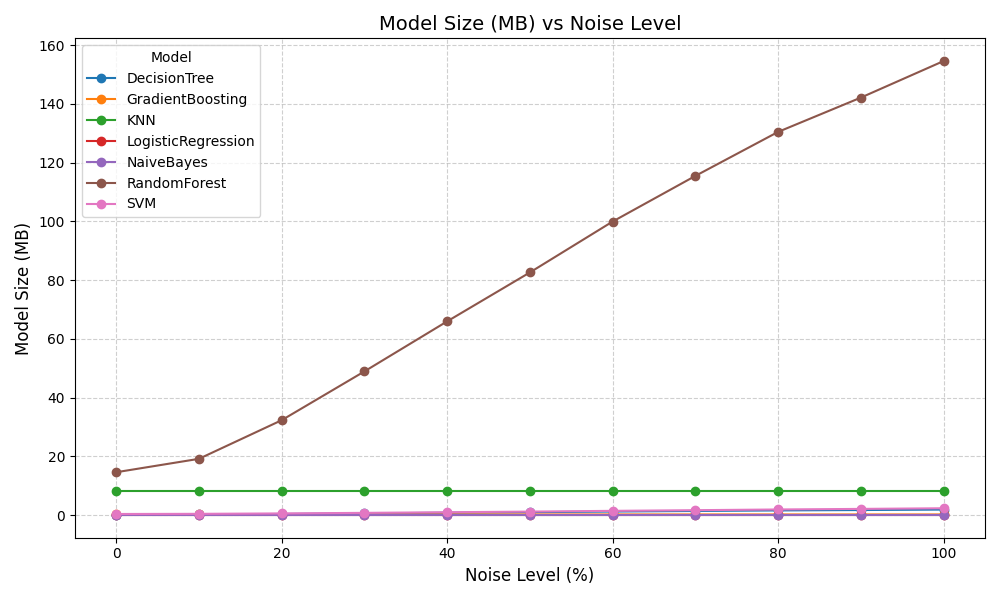 Model Size (MB) vs Noise Level
Model
DecisionTree
GradientBoosting
KNN
LogisticRegression
NaiveBayes
RandomForest
SVM
Model Size (MB)
160
140
120
100
80
60
40
20
0
0 20 40 60 80 100
Noise Level (%)